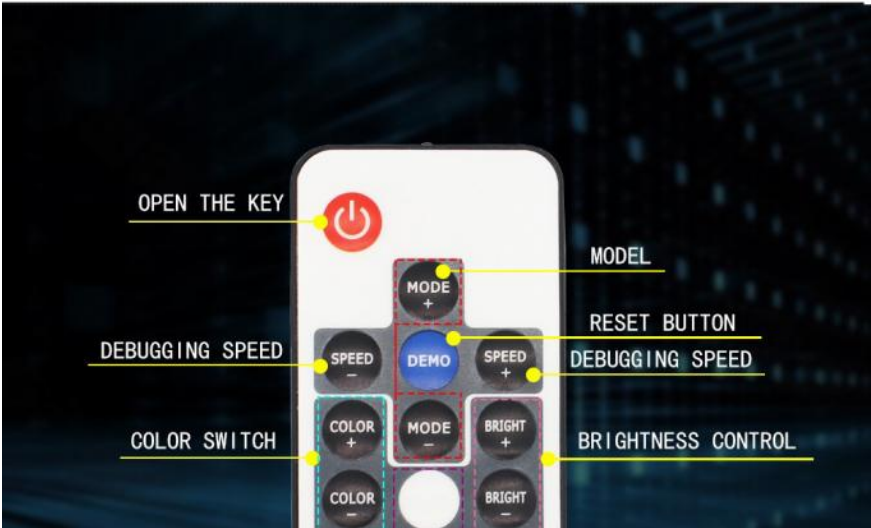 OPEN THE KEY
MODEL
MODE
+
RESET BUTTON
DEBUGGING SPEED
SPEED
-
DEMO
SPEED
+
DEBUGGING SPEED
COLOR SWITCH
COLOR
+
MODE
-
BRIGHT
+
BRIGHTNESS CONTROL
COLOR
-
BRIGHT
-